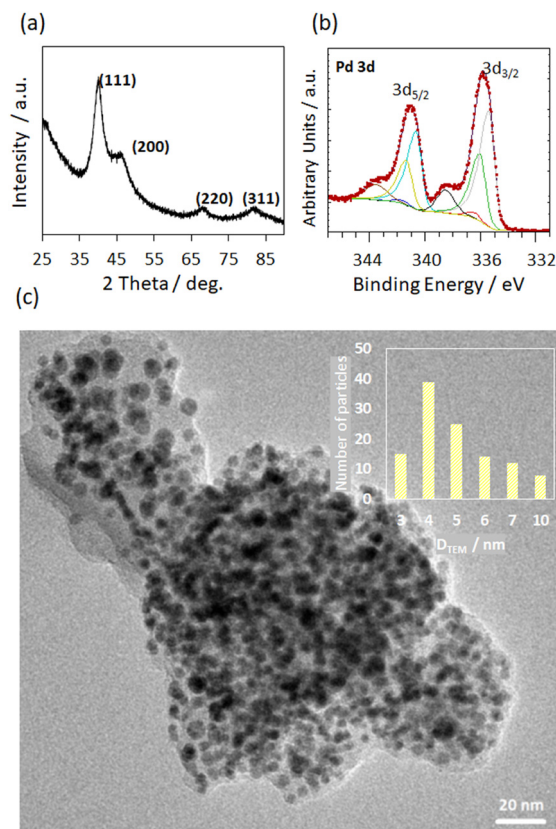 (a)
(111)
(200)
(220)
(311)
Intensity / a.u.
25 35 45 55 65 75 85
2 Theta / deg.
(b)
Pd 3d
3d5/2
3d3/2
Arbitrary Units / a.u.
344 340 336 332
Binding Energy / eV
(c)
50
40
30
20
10
0
Number of particles
3 4 5 6 7 10
DTEM / nm
20 nm